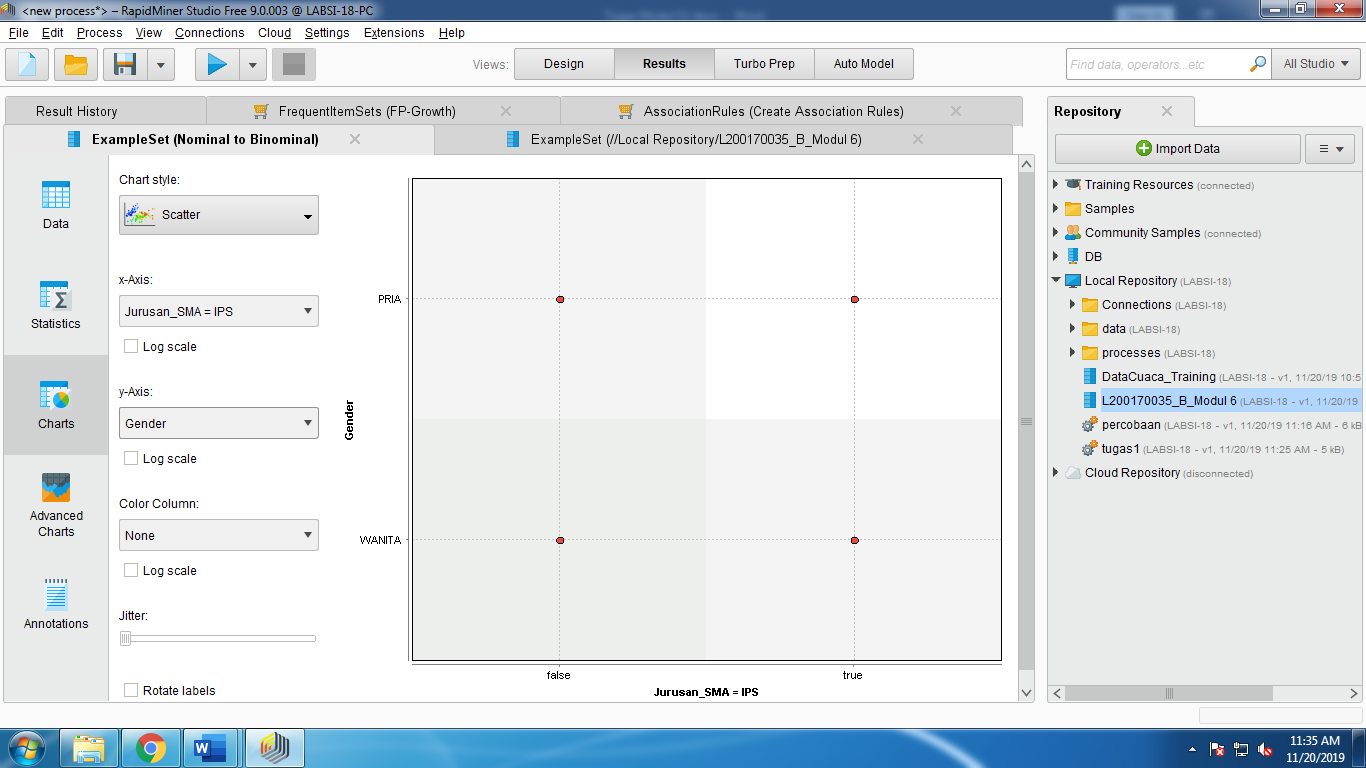 <new process*> – RapidMiner Studio Free 9.0.003 @ LABSI-18-PC
File Edit Process View Connections Cloud Settings Extensions Help
Views: Design Results Turbo Prep Auto Model
Find data, operators...etc
All Studio
Result History
FrequentItemSets (FP-Growth)
AssociationRules (Create Association Rules)
ExampleSet (Nominal to Binominal)
ExampleSet (//Local Repository/L200170035_B_Modul 6)
Data
Statistics
Charts
Advanced
Charts
Annotations
Chart style:
Scatter
x-Axis:
Jurusan_SMA = IPS
Log scale
y-Axis:
Gender
Log scale
Color Column:
None
Log scale
Jitter:
Rotate labels
Gender
PRIA
WANITA
false
true
Jurusan_SMA = IPS
Repository
Import Data
Training Resources (connected)
Samples
Community Samples (connected)
DB
Local Repository (LABSI-18)
Connections (LABSI-18)
data (LABSI-18)
processes (LABSI-18)
DataCuaca_Training (LABSI-18 - v1, 11/20/19 10:5
L200170035_B_Modul 6 (LABSI-18 - v1, 11/20/19
percobaan (LABSI-18 - v1, 11/20/19 11:16 AM - 6 kB
tugas1 (LABSI-18 - v1, 11/20/19 11:25 AM - 5 kB)
Cloud Repository (disconnected)
11:35 AM
11/20/2019